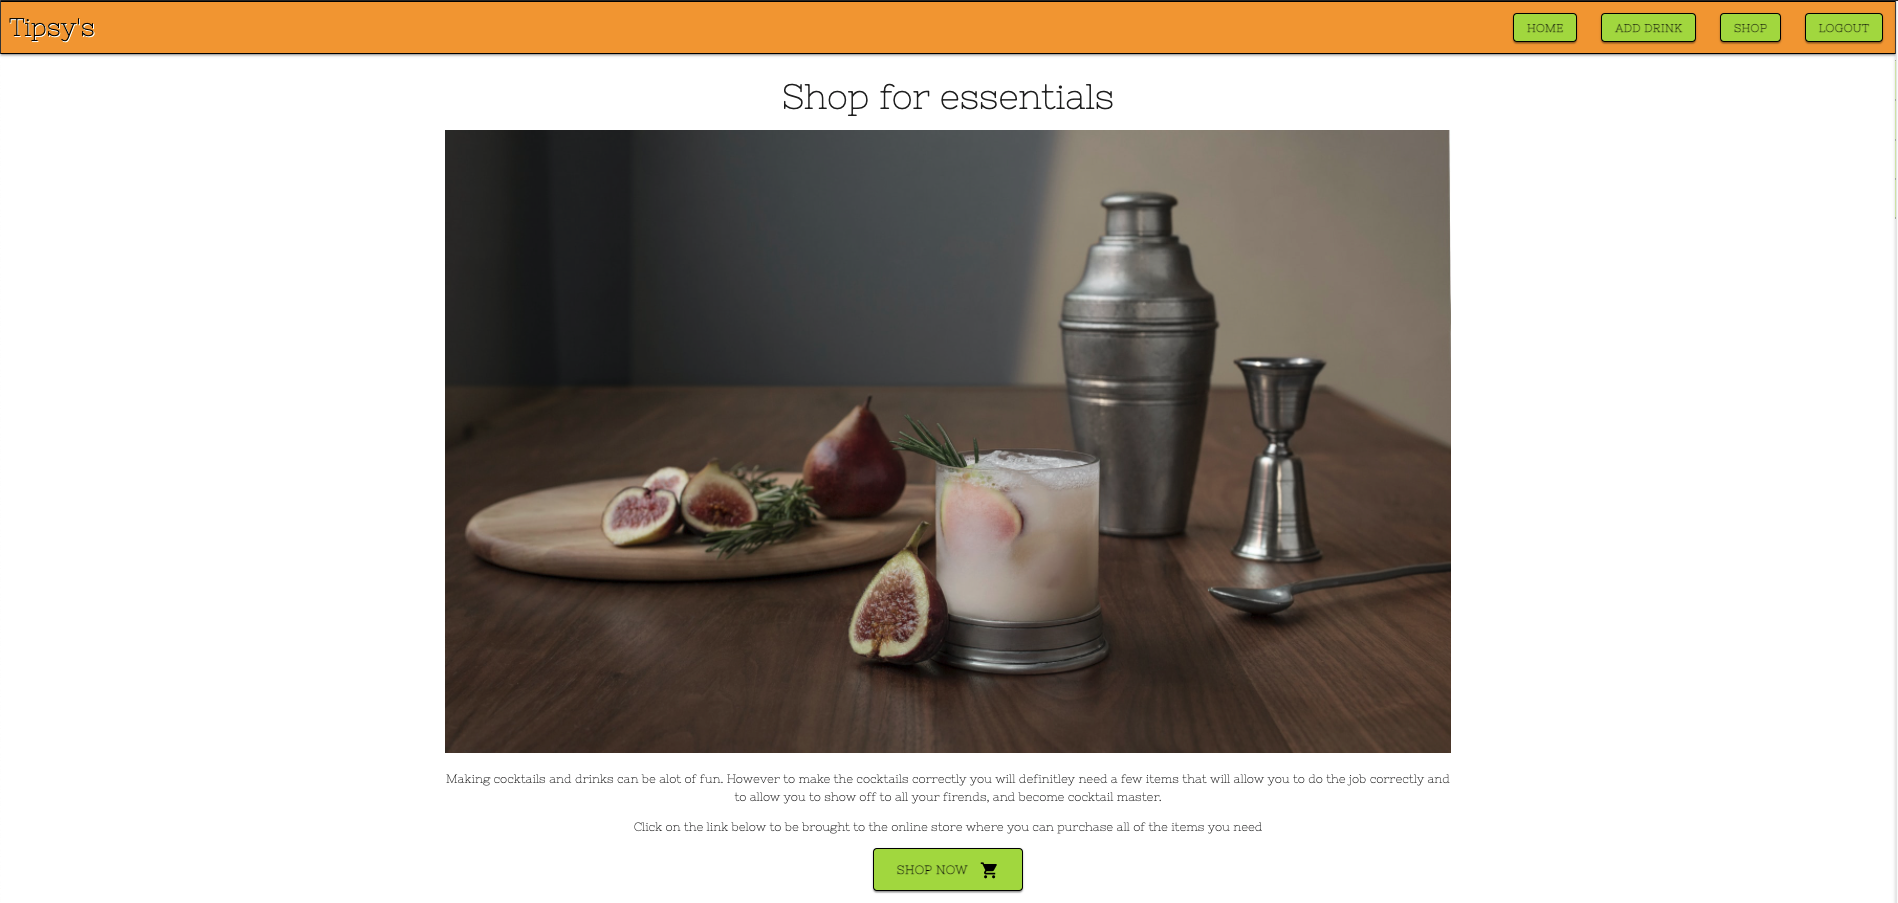 Tipsy's
HOME
ADD DRINK
SHOP
LOGOUT
Shop for essentials
Making cocktails and drinks can be alot of fun. However to make the cocktails correctly you will definitley need a few items that will allow you to do the job correctly and
to allow you to show off to all your firends, and become cocktail master.
Click on the link below to be brought to the online store where you can purchase all of the items you need
SHOP NOW